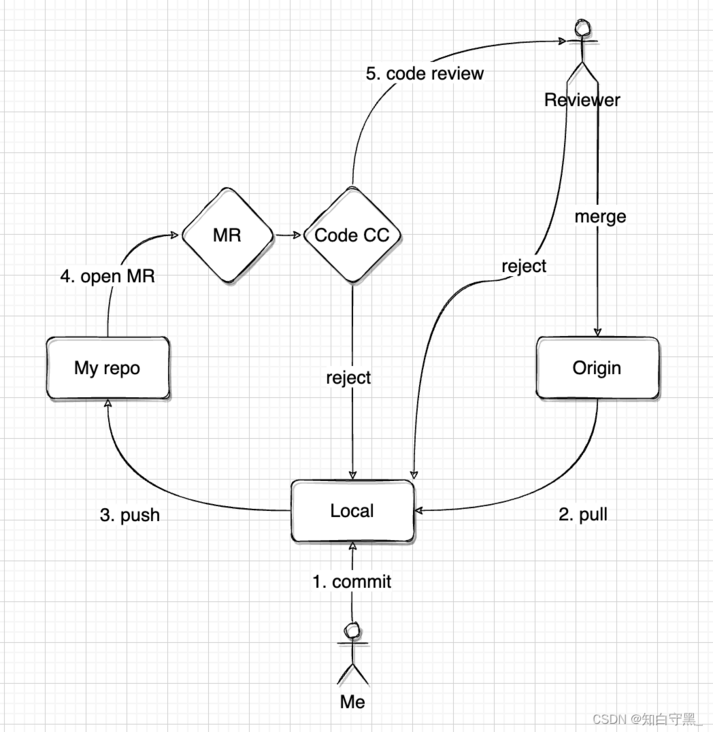 5. code review
Reviewer
MR
Code CC
merge
4. open MR
reject
My repo
reject
Origin
3. push
Local
2. pull
1. commit
Me
CSDN @知白守黑_